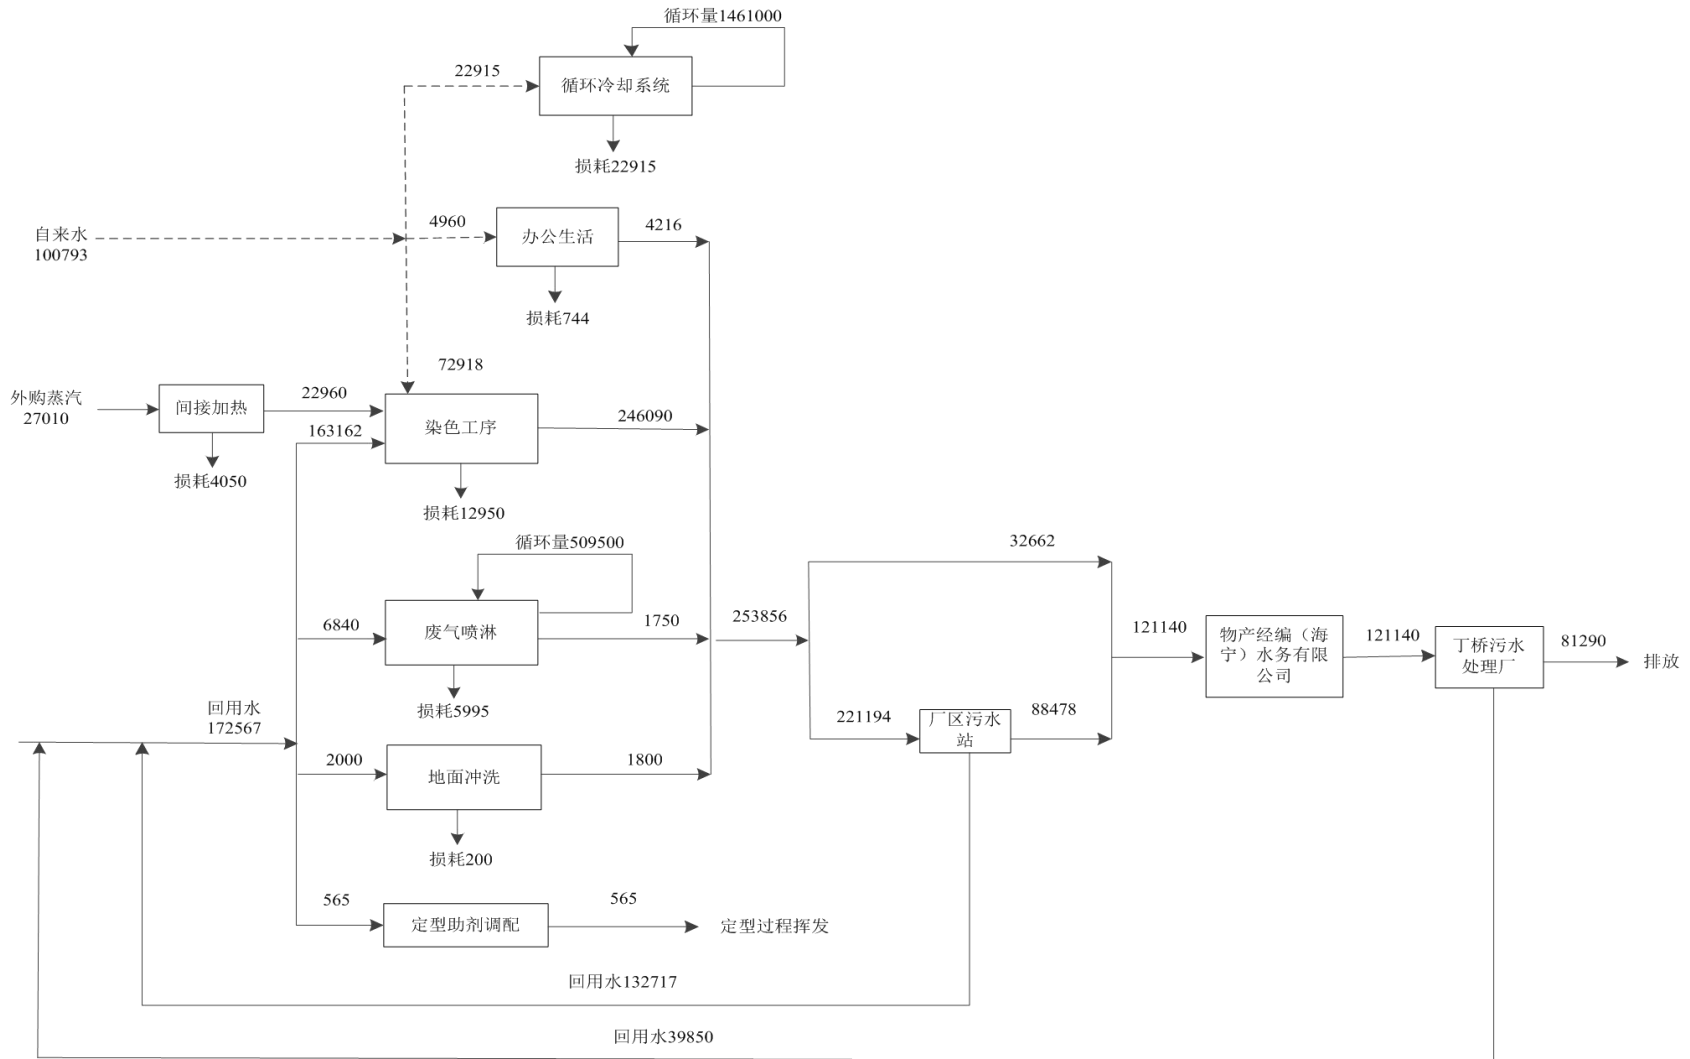 循环量1461000
22915
循环冷却系统
损耗22915
自来水
100793
4960
办公生活
4216
损耗744
72918
外购蒸汽
27010
间接加热
22960
163162
染色工序
246090
损耗4050
损耗12950
循环量509500
32662
6840
废气喷淋
1750
253856
121140
物产经编（海
宁）水务有限
公司
121140
丁桥污水
处理厂
81290
排放
损耗5995
回用水
172567
221194
厂区污水
站
88478
2000
地面冲洗
1800
损耗200
565
定型助剂调配
565
定型过程挥发
回用水132717
回用水39850